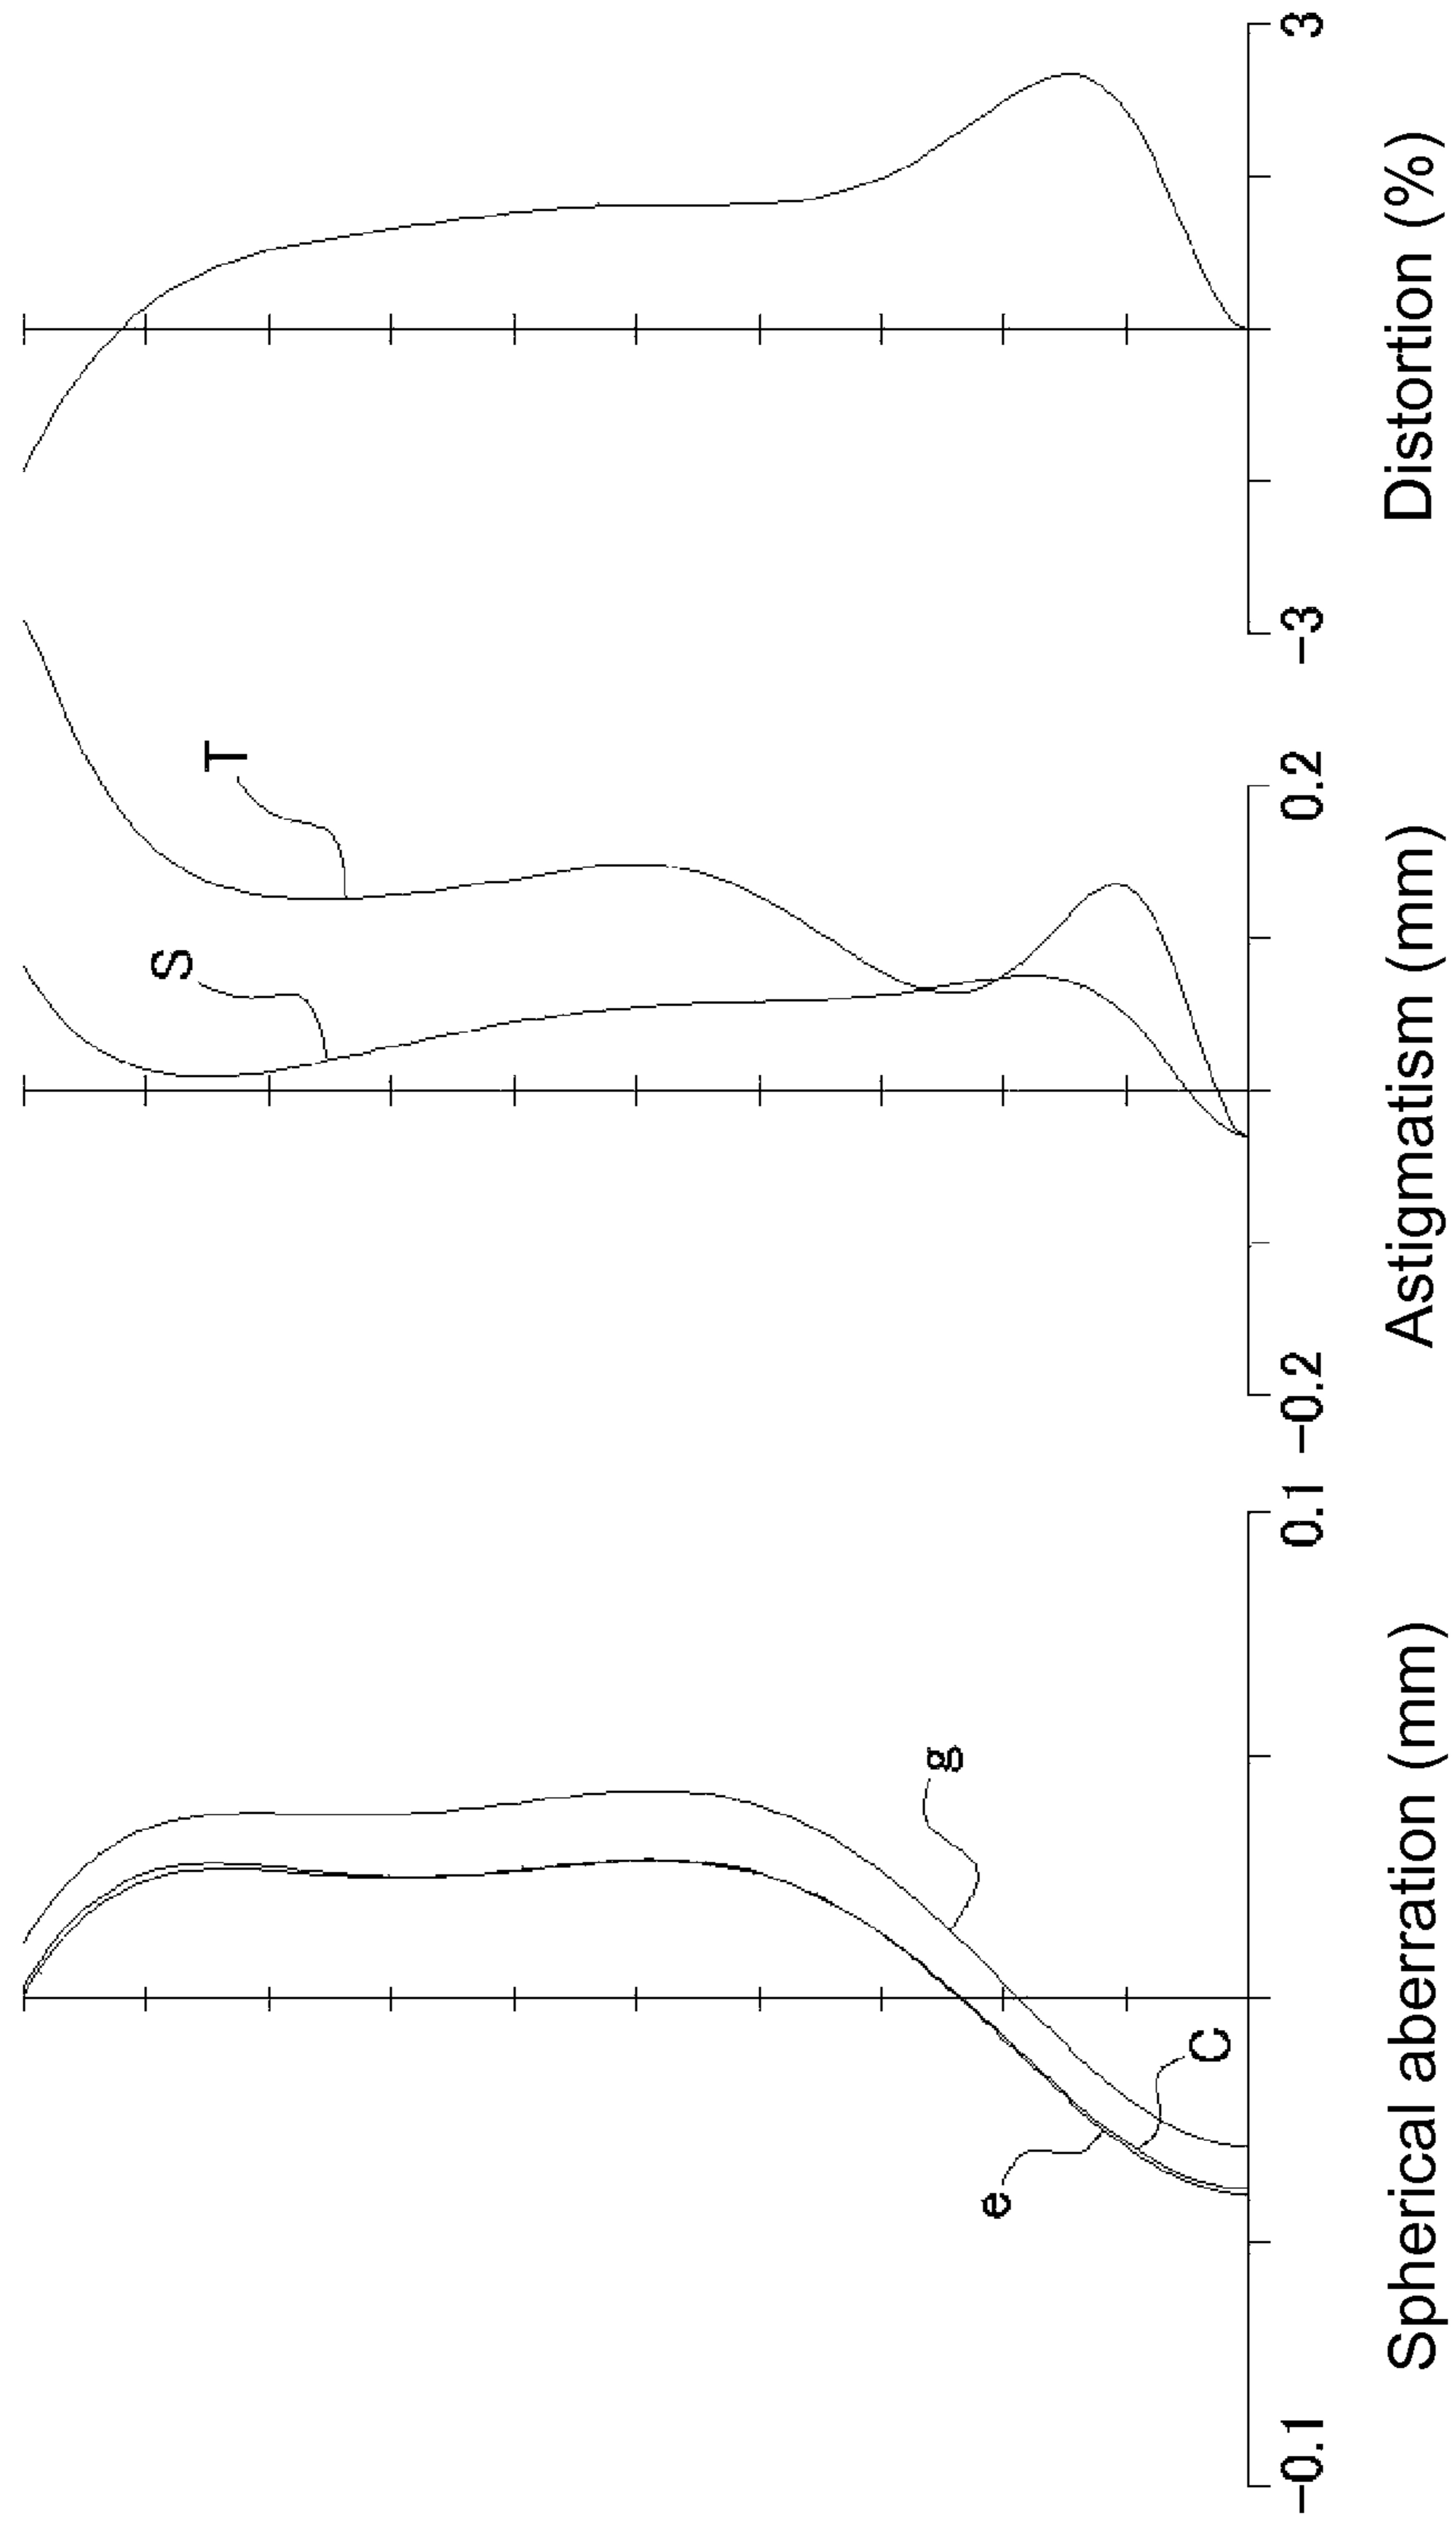 e
C
g
−0.1
0.1
Spherical aberration (mm)
S
T
−0.2
0.2
Astigmatism (mm)
−3
3
Distortion (%)